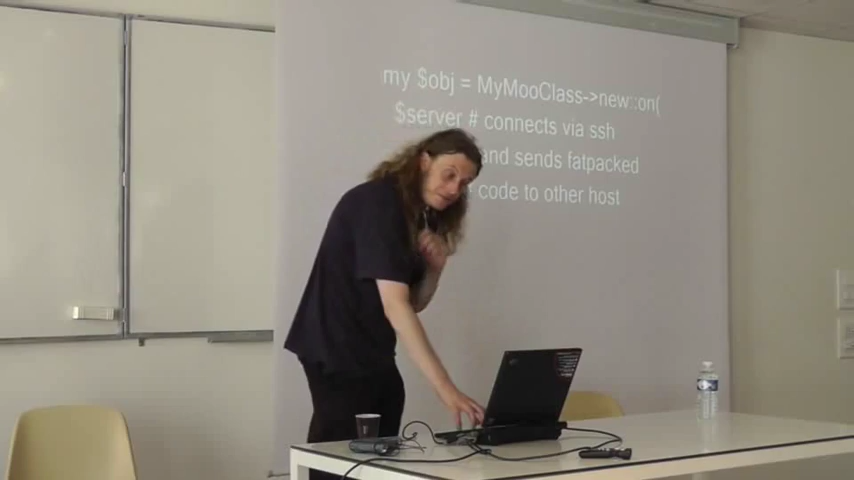 my $obj = MyMooClass->new::on(
$server # connects via ssh
and sends fatpacked
code to other host